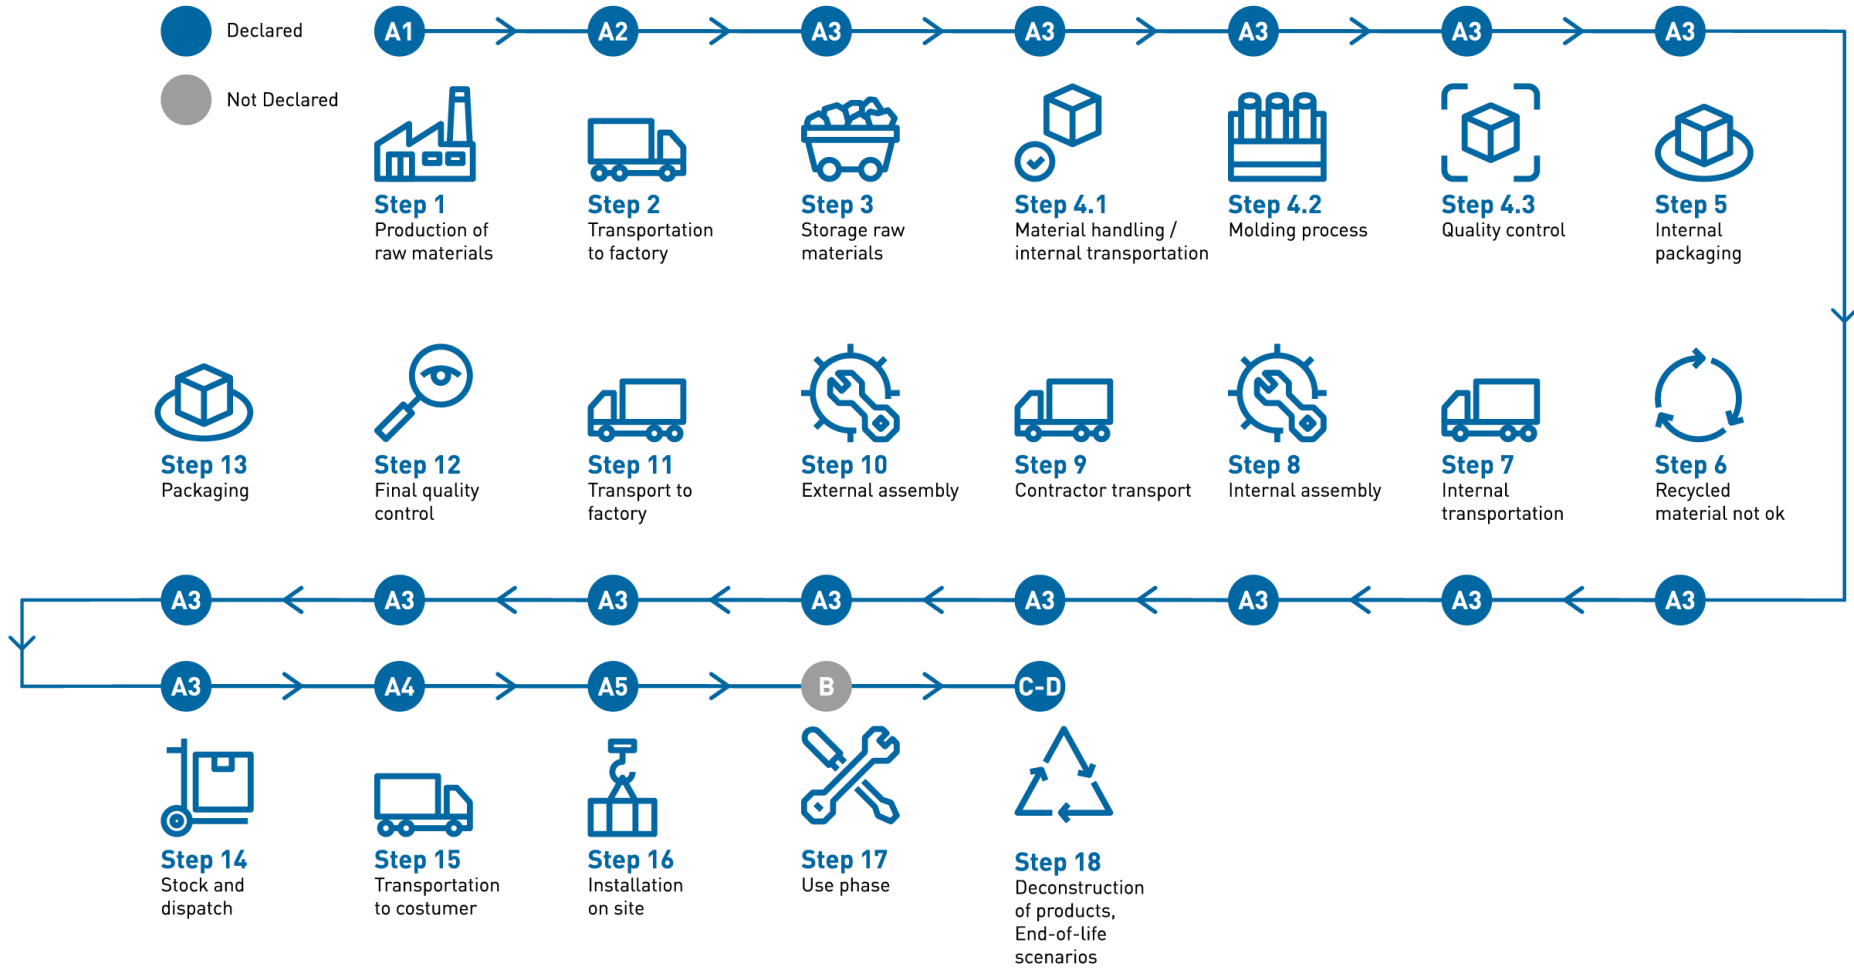 Declared
Not Declared
A1
A2
A3
A3
A3
A3
A3
Step 1
Production of
raw materials
Step 2
Transportation
to factory
Step 3
Storage raw
materials
Step 4.1
Material handling /
internal transportation
Step 4.2
Molding process
Step 4.3
Quality control
Step 5
Internal
packaging
Step 13
Packaging
Step 12
Final quality
control
Step 11
Transport to
factory
Step 10
External assembly
Step 9
Contractor transport
Step 8
Internal assembly
Step 7
Internal
transportation
Step 6
Recycled
material not ok
A3
A3
A3
A3
A3
A3
A3
A3
A3
A4
A5
B
C-D
Step 14
Stock and
dispatch
Step 15
Transportation
to costumer
Step 16
Installation
on site
Step 17
Use phase
Step 18
Deconstruction
of products,
End-of-life
scenarios